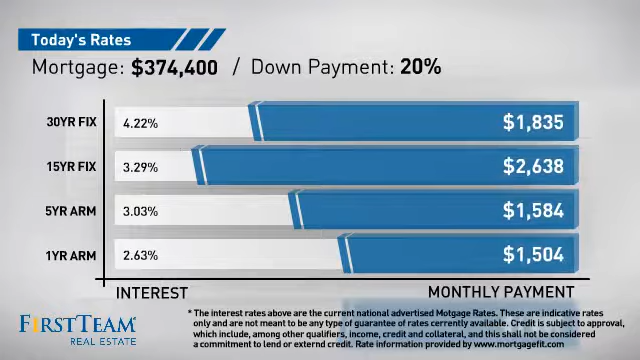 Today's Rates
Mortgage: $374,400 / Down Payment: 20%
30YR FIX 4.22% $1,835
15YR FIX 3.29% $2,638
5YR ARM 3.03% $1,584
1YR ARM 2.63% $1,504
INTEREST MONTHLY PAYMENT
* The interest rates above are the current national advertised Motgage Rates. These are indicative rates
only and are not meant to be any type of guarantee of rates cerrently available. Credit is subject to approval,
which include, among other qualifiers, income, credit and collateral, and this shall not be considered
a commitment to lend or externd credit. Rate information provided by www.mortgagefit.com
FIRSTTEAM®
REAL ESTATE